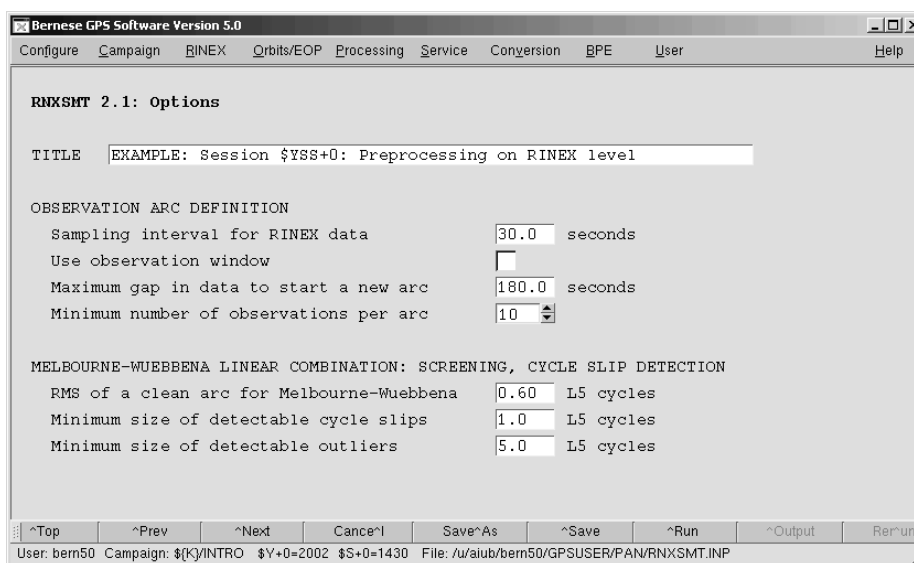 Bernese GPS Software Version 5.0
Configure Campaign RINEX Orbits/EOP Processing Service Conversion BPE User Help
RNXSMT 2.1: Options
TITLE EXAMPLE: Session $YSS+0: Preprocessing on RINEX level
OBSERVATION ARC DEFINITION
Sampling interval for RINEX data 30.0 seconds
Use observation window
Maximum gap in data to start a new arc 180.0 seconds
Minimum number of observations per arc 10
MELBOURNE-WUEBBENA LINEAR COMBINATION: SCREENING, CYCLE SLIP DETECTION
RMS of a clean arc for Melbourne-Wuebbena 0.60 L5 cycles
Minimum size of detectable cycle slips 1.0 L5 cycles
Minimum size of detectable outliers 5.0 L5 cycles
^Top ^Prev ^Next Cance^l Save^As ^Save ^Run ^Output Rer^un
User: bern50 Campaign: ${K}/INTRO $Y+0=2002 $S+0=1430 File: /u/aiub/bern50/GPSUSER/PAN/RNXSMT.INP